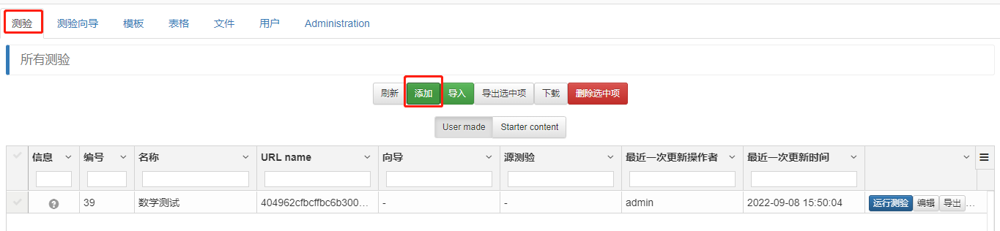 测验 测验向导 模板 表格 文件 用户 Administration
所有测验
刷新 添加 导入 导出选中项 下载 删除选中项
User made Starter content
信息 编号 名称 URL name 向导 源测验 最近一次更新操作者 最近一次更新时间
39 数学测试 404962cfbcffbc6b300... - - admin 2022-09-08 15:50:04 运行测验 编辑 导出 ...